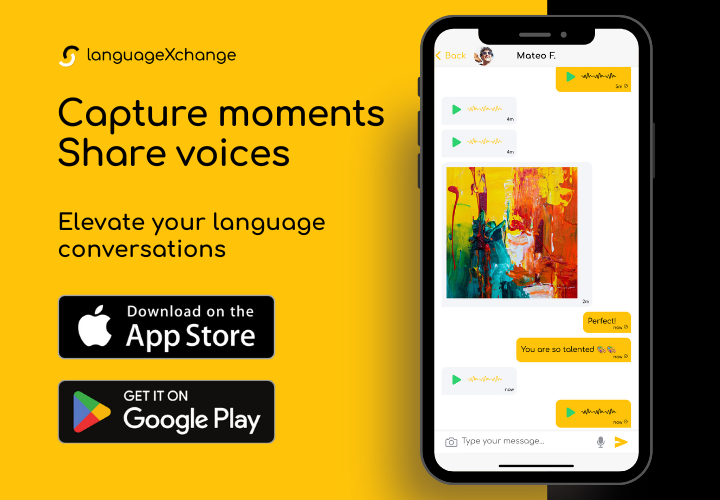 languageXchange
Capture moments
Share voices
Elevate your language
conversations
Download on the
App Store
GET IT ON
Google Play
Back
Mateo F.
5m
4m
4m
2m
Perfect!
now
You are so talented 👏🏽👏🏽
now
now
now
Type your message...